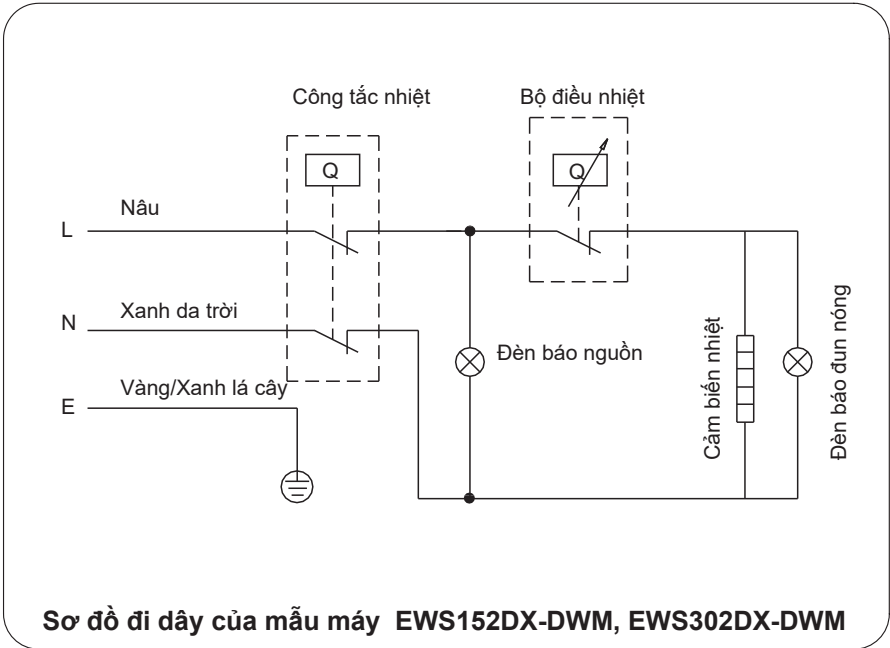 Công tắc nhiệt
Bộ điều nhiệt
Q
Q
Nâu
L
Xanh da trời
N
Đèn báo nguồn
Cảm biến nhiệt
Đèn báo đun nóng
Vàng/Xanh lá cây
E
Sơ đồ đi dây của mẫu máy EWS152DX-DWM, EWS302DX-DWM